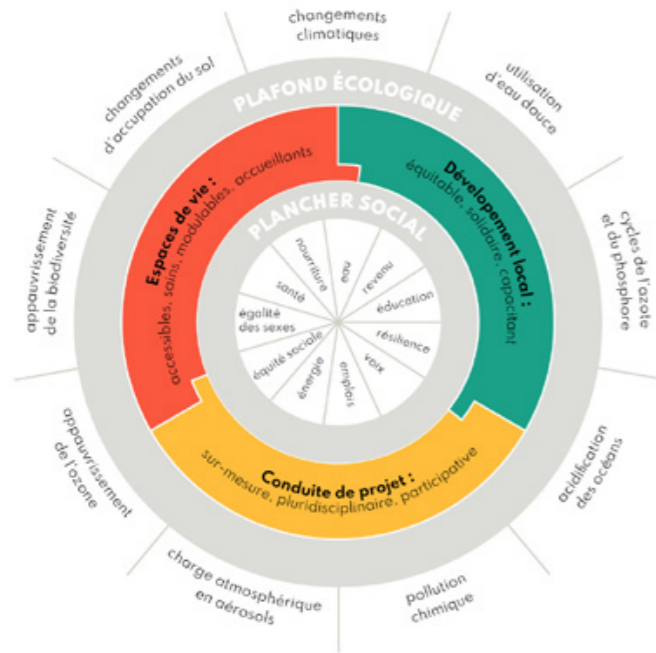 changements
climatiques
utilisation
d'eau douce
cycles de l'azote
et du phosphore
acidification
des océans
pollution
chimique
charge atmosphérique
en aérosols
appauvrissement
de l'ozone
appauvrissement
de la biodiversité
changements
d'occupation du sol
PLAFOND ÉCOLOGIQUE
Espaces de vie :
accessibles, sains, modulables, accueillants
Dévelopement local :
équitable, solidaire, capacitant
Conduite de projet :
sur-mesure, pluridisciplinaire, participative
PLANCHER SOCIAL
eau
revenu
éducation
résilience
voix
emplois
énergie
équité sociale
égalité
des sexes
santé
nourriture